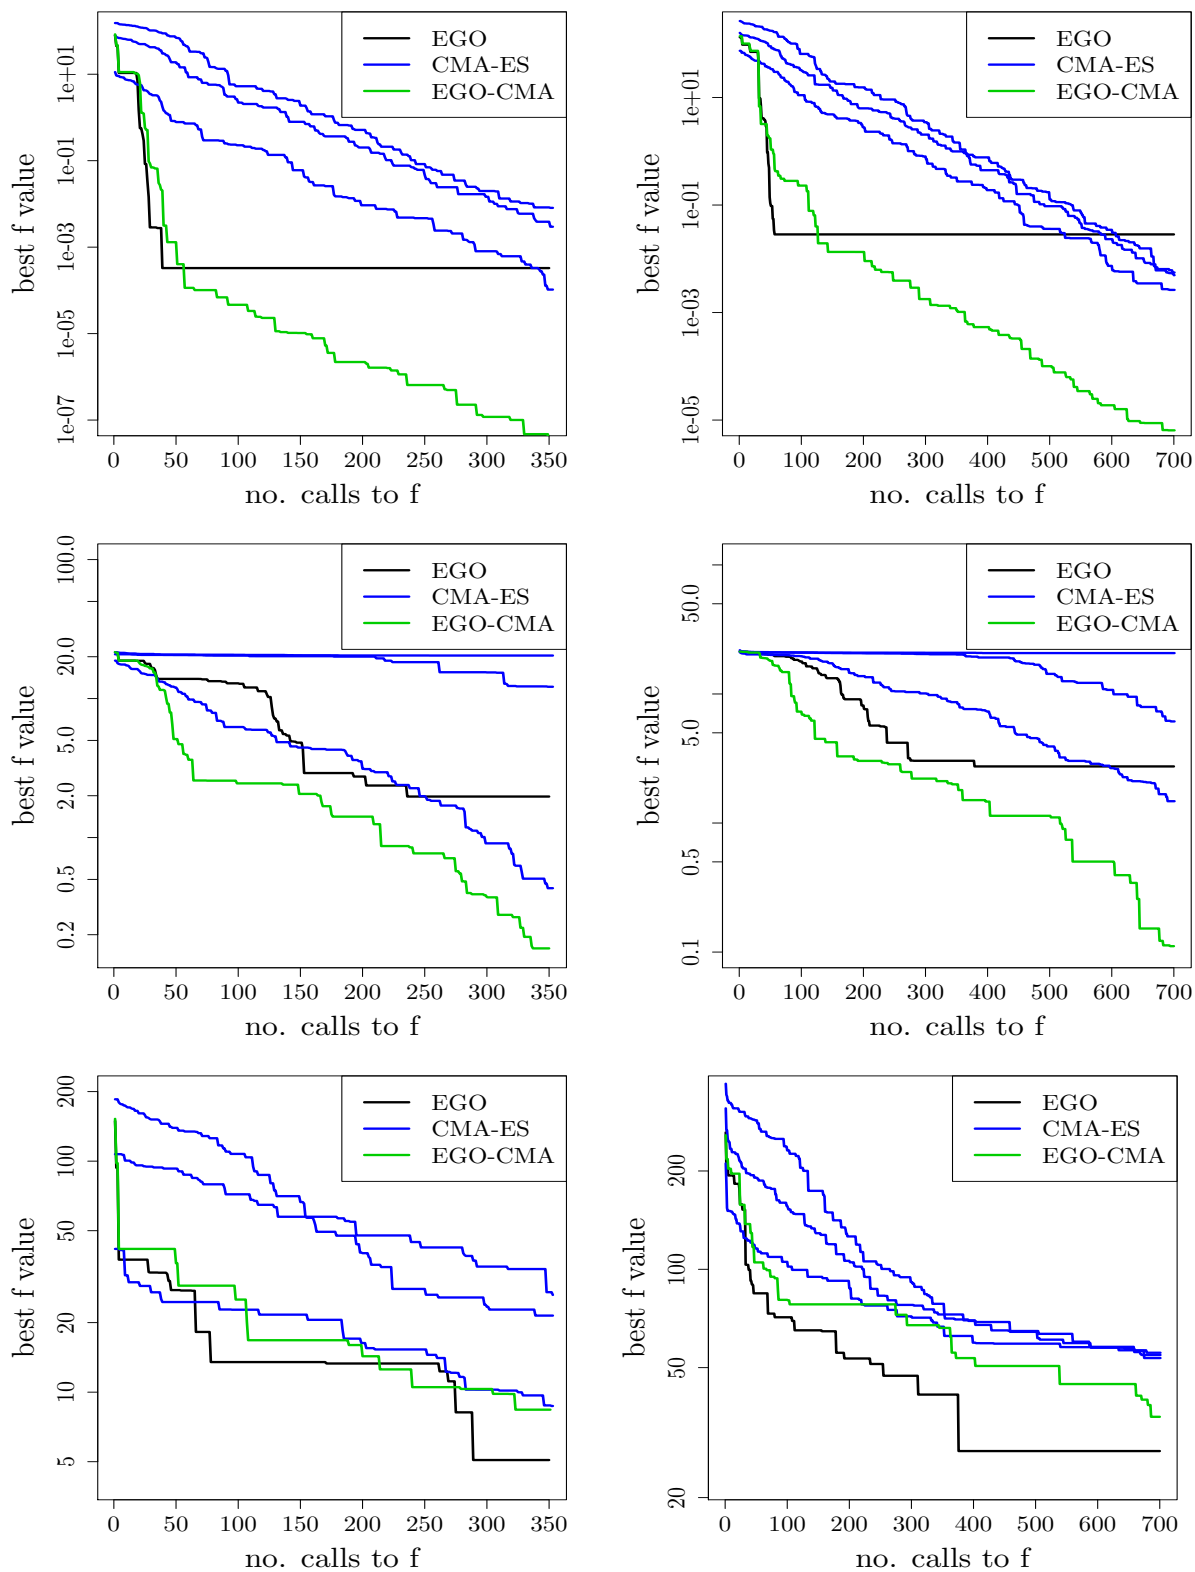 EGO
CMA-ES
EGO-CMA
best f value
1e+01
1e-01
1e-03
1e-05
1e-07
0 50 100 150 200 250 300 350
no. calls to f
EGO
CMA-ES
EGO-CMA
best f value
1e+01
1e-01
1e-03
1e-05
0 100 200 300 400 500 600 700
no. calls to f
EGO
CMA-ES
EGO-CMA
best f value
100.0
20.0
5.0
2.0
0.5
0.2
0 50 100 150 200 250 300 350
no. calls to f
EGO
CMA-ES
EGO-CMA
best f value
50.0
5.0
0.5
0.1
0 100 200 300 400 500 600 700
no. calls to f
EGO
CMA-ES
EGO-CMA
best f value
200
100
50
20
10
5
0 50 100 150 200 250 300 350
no. calls to f
EGO
CMA-ES
EGO-CMA
best f value
200
100
50
20
0 100 200 300 400 500 600 700
no. calls to f